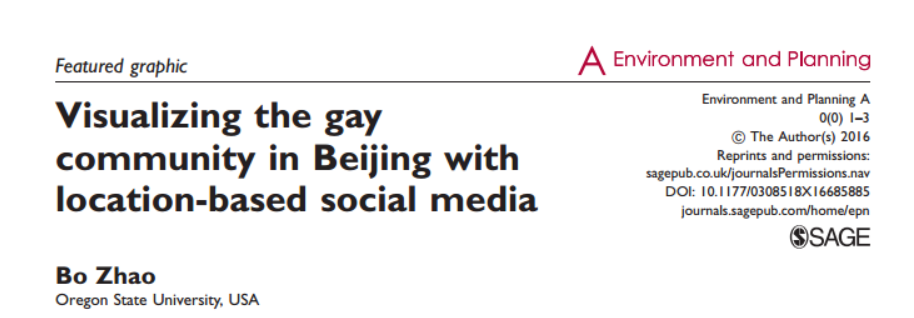 Featured graphic
A Environment and Planning
Visualizing the gay
community in Beijing with
location-based social media
Environment and Planning A
0(0) 1–3
© The Author(s) 2016
Reprints and permissions:
sagepub.co.uk/journalsPermissions.nav
DOI: 10.1177/0308518X16685885
journals.sagepub.com/home/epn
SAGE
Bo Zhao
Oregon State University, USA